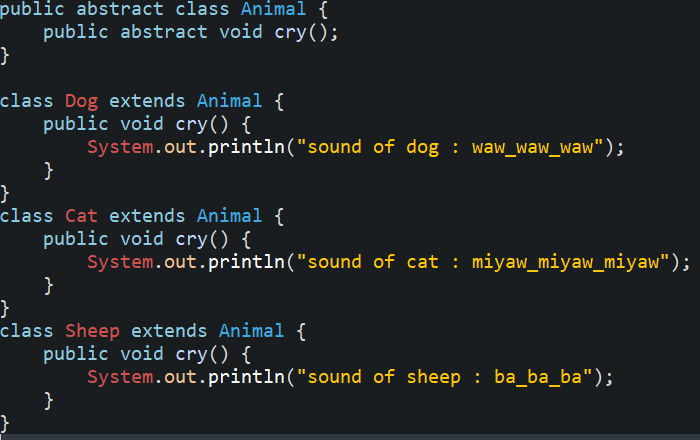 public abstract class Animal {
    public abstract void cry();
}

class Dog extends Animal {
    public void cry() {
        System.out.println("sound of dog : waw_waw_waw");
    }
}
class Cat extends Animal {
    public void cry() {
        System.out.println("sound of cat : miyaw_miyaw_miyaw");
    }
}
class Sheep extends Animal {
    public void cry() {
        System.out.println("sound of sheep : ba_ba_ba");
    }
}